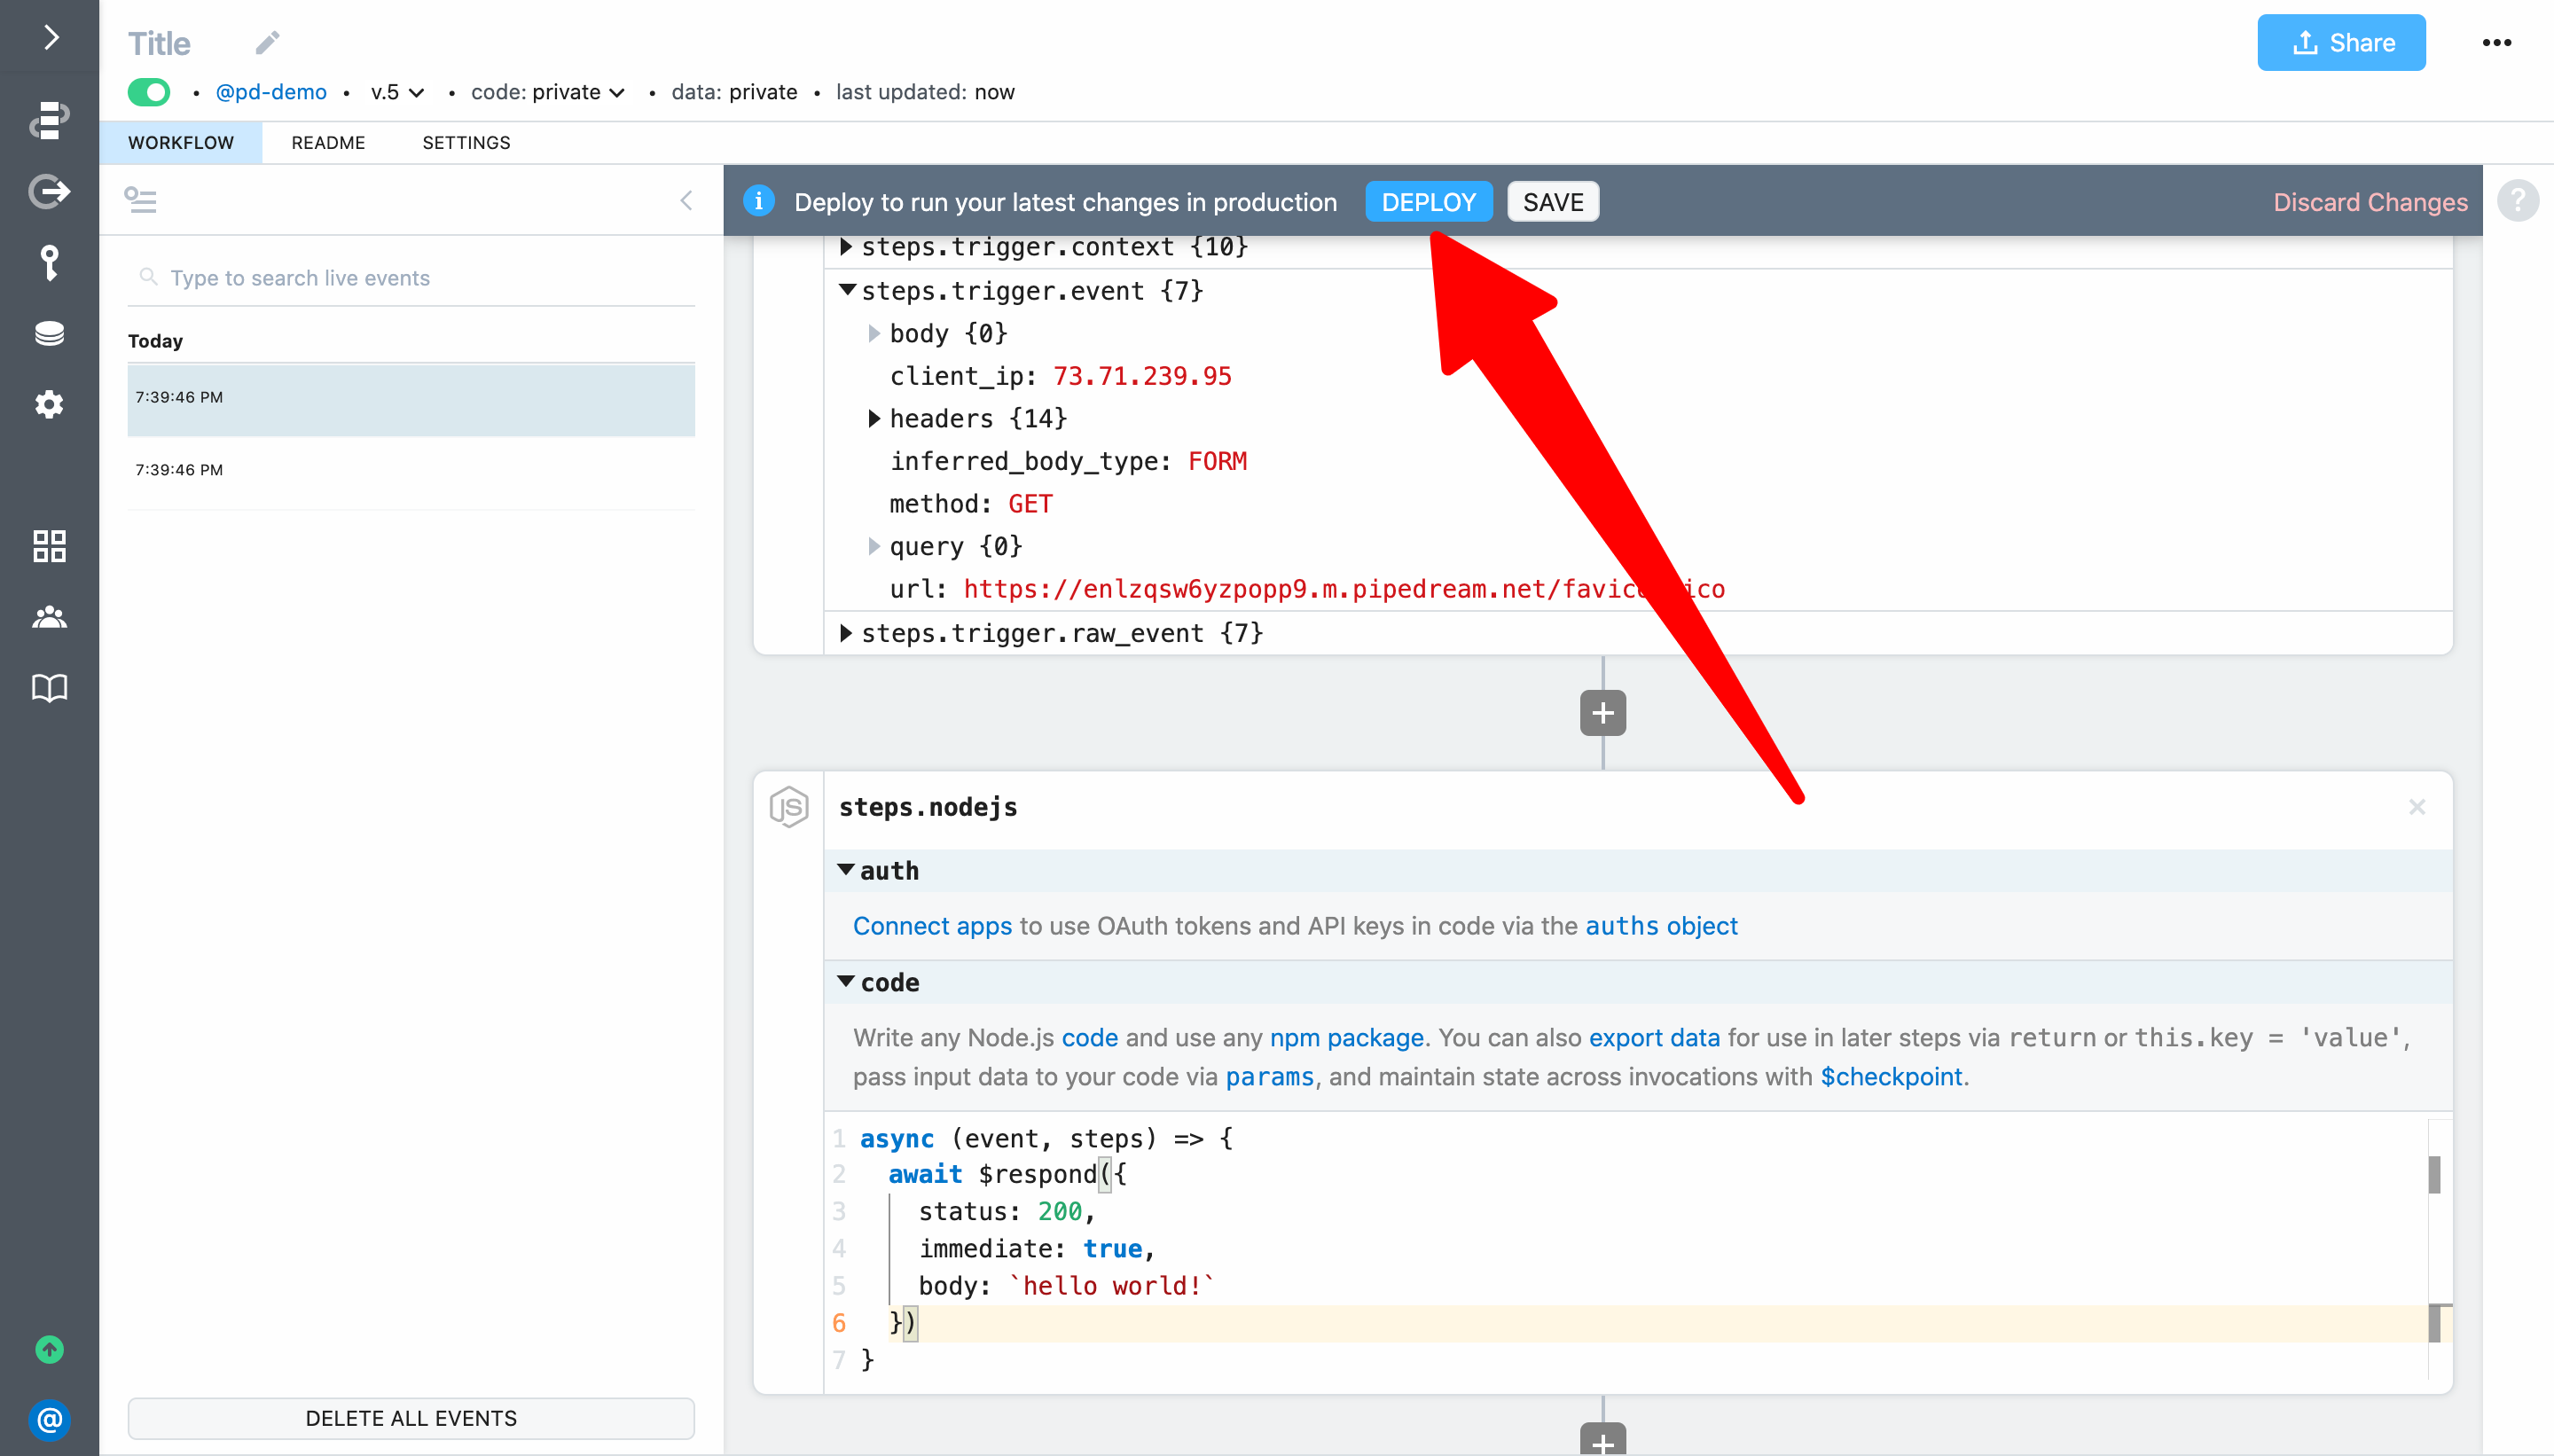 Title
Share
@pd-demo • v.5 • code: private • data: private • last updated: now
WORKFLOW README SETTINGS
Deploy to run your latest changes in production DEPLOY SAVE Discard Changes
?
Type to search live events
Today
7:39:46 PM
7:39:46 PM
DELETE ALL EVENTS
steps.trigger.context {10}
steps.trigger.event {7}
body {0}
client_ip: 73.71.239.95
headers {14}
inferred_body_type: FORM
method: GET
query {0}
url: https://enlzqsw6yzpopp9.m.pipedream.net/
steps.trigger.raw_event {7}
JS steps.nodejs
auth
Connect apps to use OAuth tokens and API keys in code via the auths object
code
Write any Node.js code and use any npm package. You can also export data for use in later steps via return or this.key = 'value',
pass input data to your code via params, and maintain state across invocations with $checkpoint.
1 async (event, steps) => {
2 await $respond({
3 status: 200,
4 immediate: true,
5 body: `hello world!`
6 })
7 }